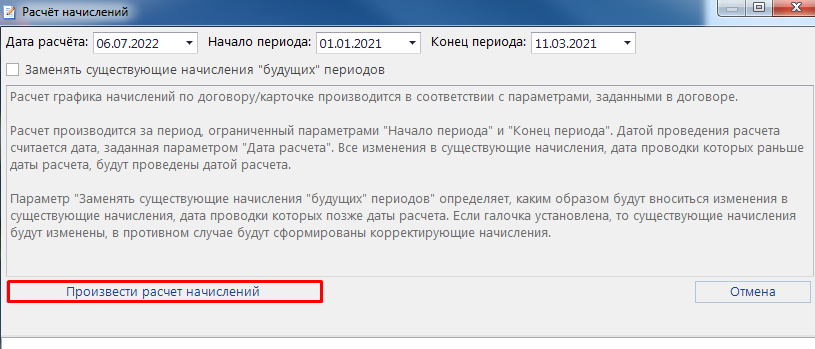 Расчёт начислений
Дата расчёта: 06.07.2022 Начало периода: 01.01.2021 Конец периода: 11.03.2021
Заменять существующие начисления "будущих" периодов
Расчет графика начислений по договору/карточке производится в соответствии с параметрами, заданными в договоре.
Расчет производится за период, ограниченный параметрами "Начало периода" и "Конец периода". Датой проведения расчета
считается дата, заданная параметром "Дата расчета". Все изменения в существующие начисления, дата проводки которых раньше
даты расчета, будут проведены датой расчета.
Параметр "Заменять существующие начисления "будущих" периодов" определяет, каким образом будут вноситься изменения в
существующие начисления, дата проводки которых позже даты расчета. Если галочка установлена, то существующие начисления
будут изменены, в противном случае будут сформированы корректирующие начисления.
Произвести расчет начислений Отмена